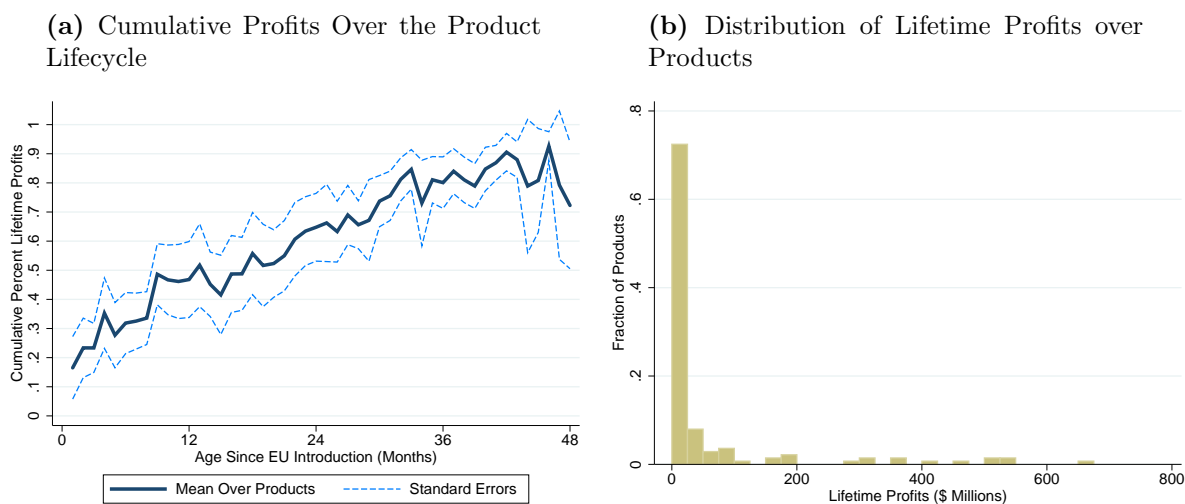 (a) Cumulative Profits Over the Product
Lifecycle
Cumulative Percent Lifetime Profits
1
.9
.8
.7
.6
.5
.4
.3
.2
.1
0
0 12 24 36 48
Age Since EU Introduction (Months)
Mean Over Products Standard Errors
(b) Distribution of Lifetime Profits over
Products
Fraction of Products
.8
.6
.4
.2
0
0 200 400 600 800
Lifetime Profits ($ Millions)